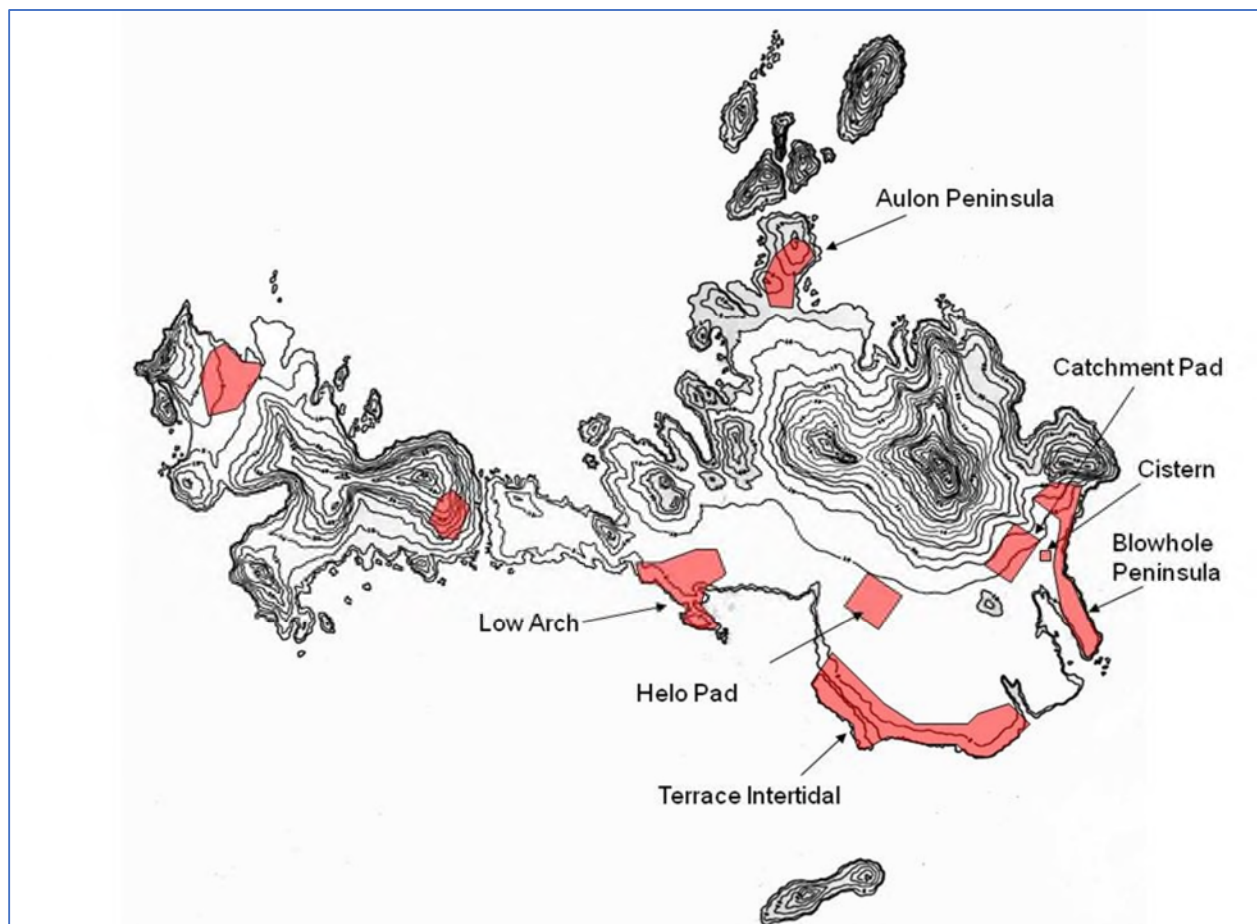 Aulon Peninsula
Catchment Pad
Cistern
Blowhole
Peninsula
Low Arch
Helo Pad
Terrace Intertidal